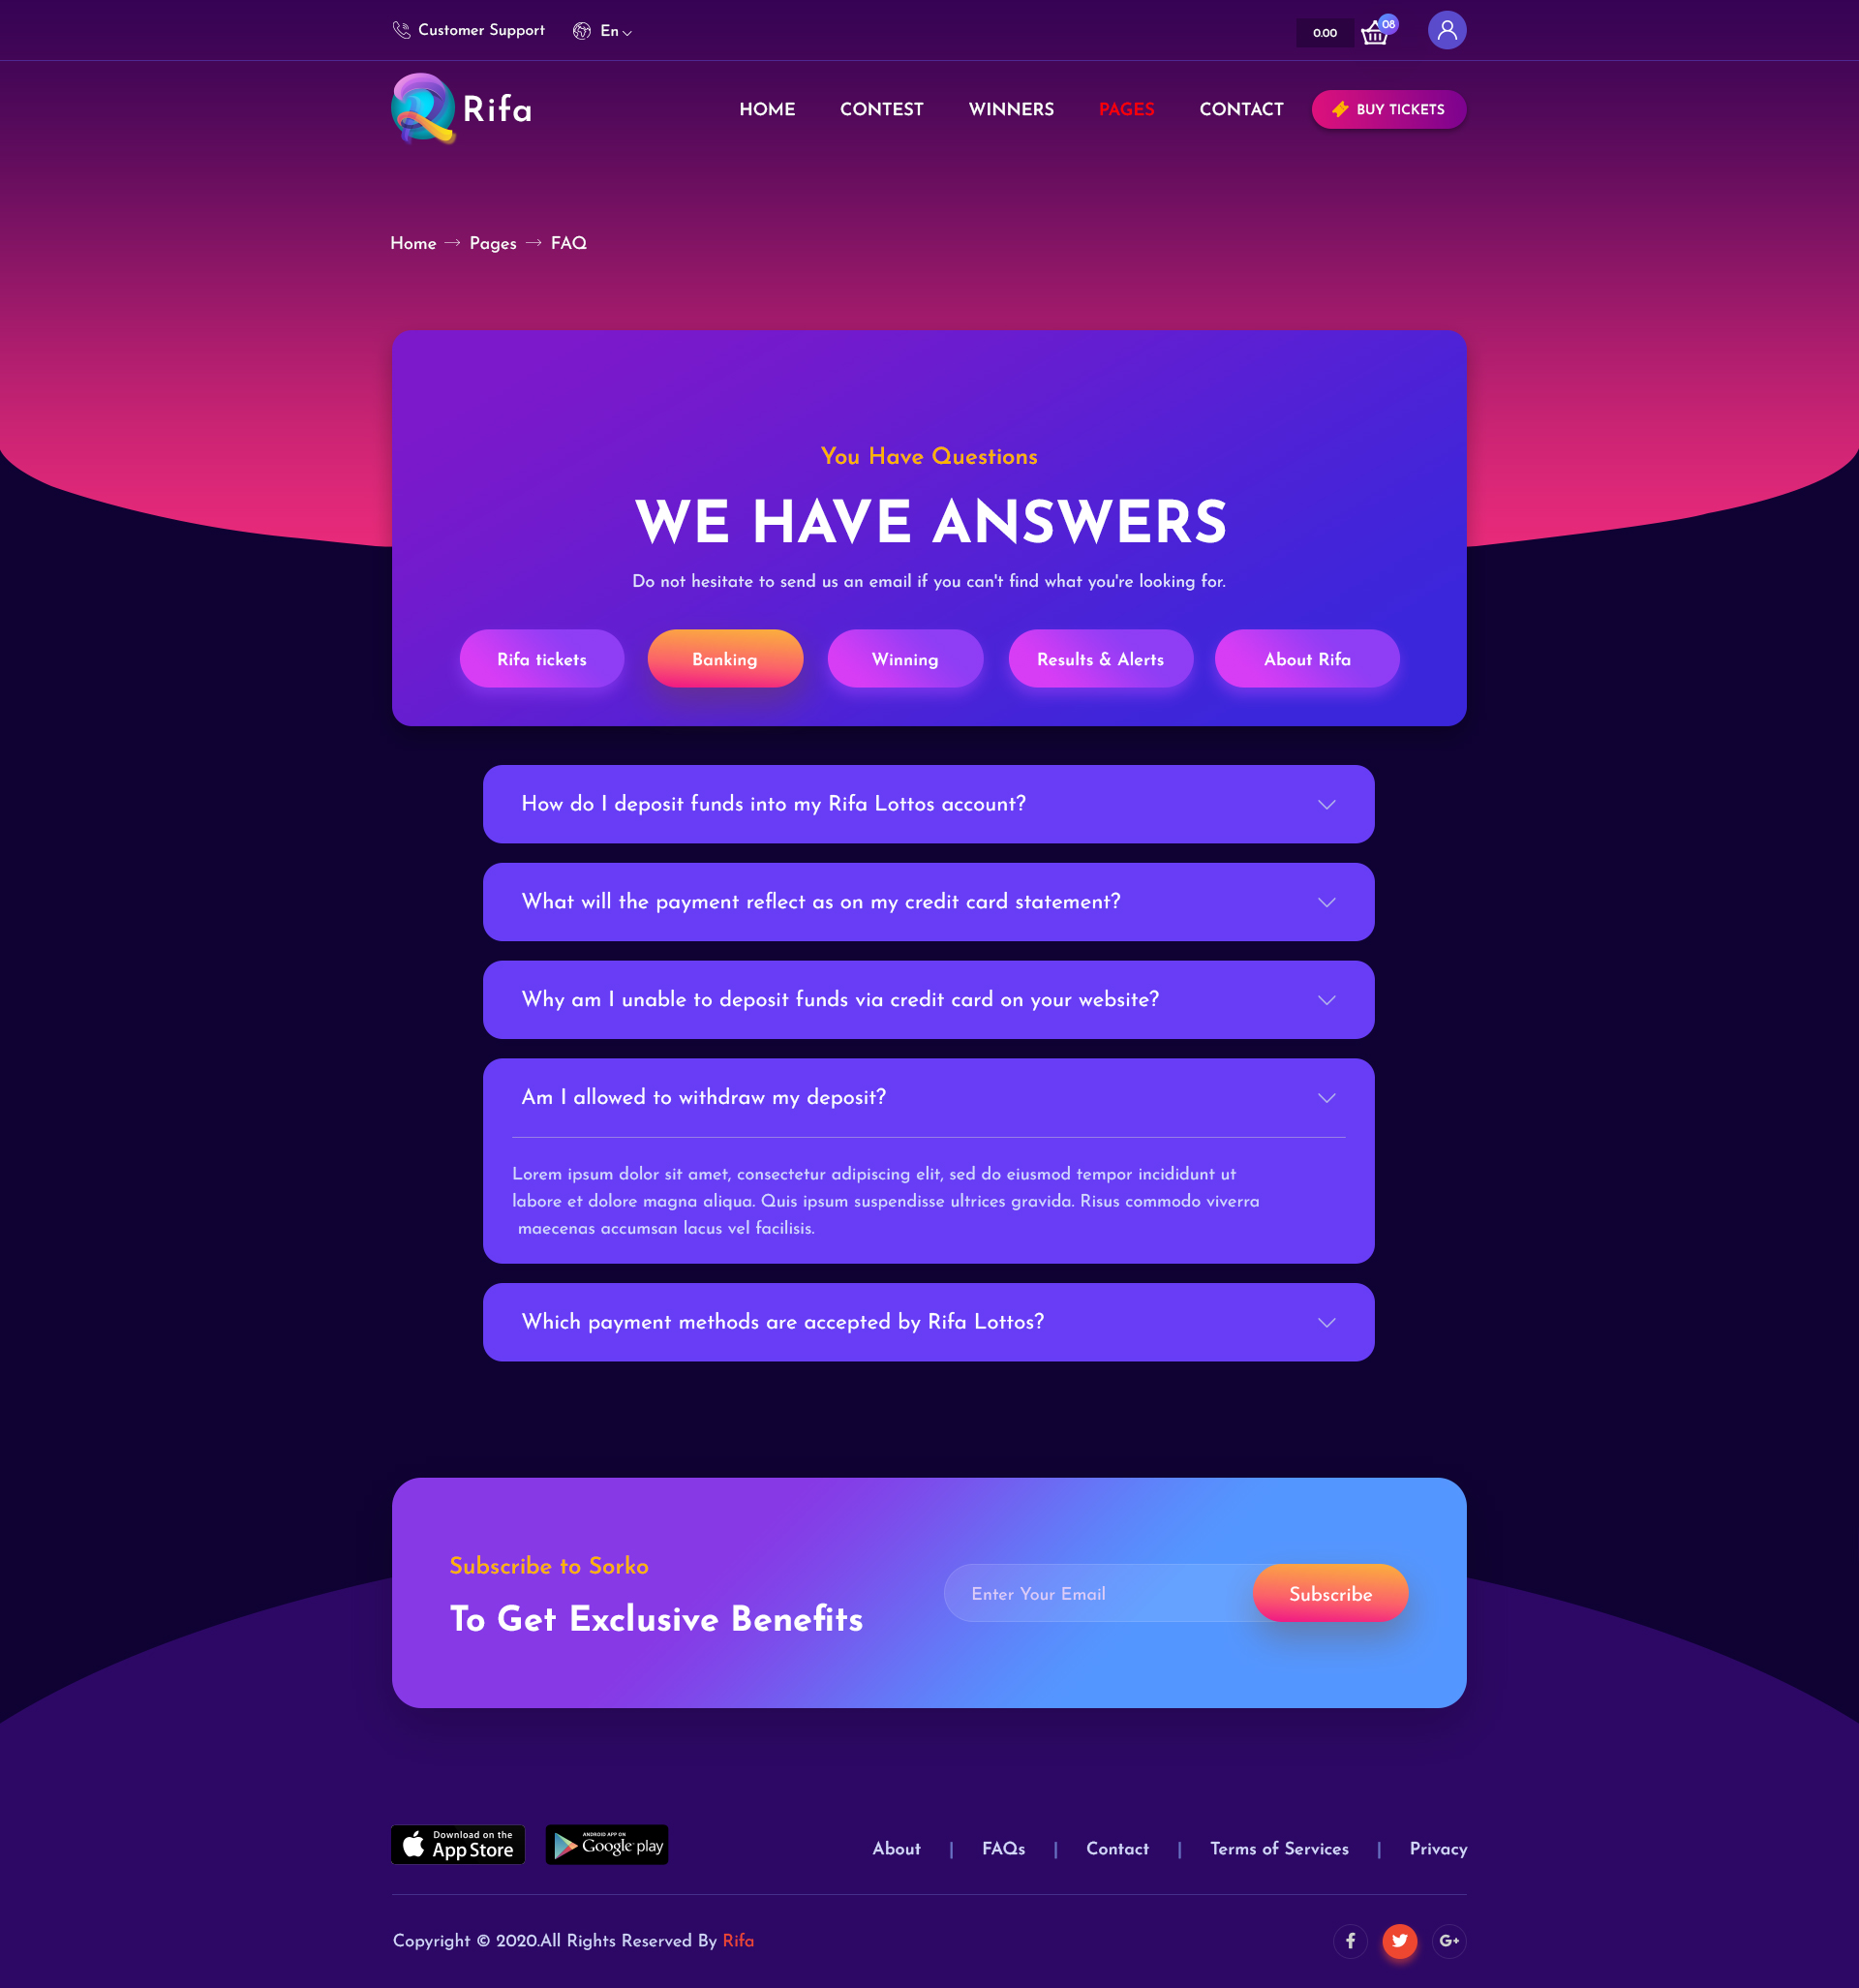 Customer Support
En
0.00
08
Rifa
HOME
CONTEST
WINNERS
PAGES
CONTACT
BUY TICKETS
Home → Pages → FAQ
You Have Questions
WE HAVE ANSWERS
Do not hesitate to send us an email if you can't find what you're looking for.
Rifa tickets
Banking
Winning
Results & Alerts
About Rifa
How do I deposit funds into my Rifa Lottos account?
What will the payment reflect as on my credit card statement?
Why am I unable to deposit funds via credit card on your website?
Am I allowed to withdraw my deposit?
Lorem ipsum dolor sit amet, consectetur adipiscing elit, sed do eiusmod tempor incididunt ut
labore et dolore magna aliqua. Quis ipsum suspendisse ultrices gravida. Risus commodo viverra
maecenas accumsan lacus vel facilisis.
Which payment methods are accepted by Rifa Lottos?
Subscribe to Sorko
To Get Exclusive Benefits
Enter Your Email
Subscribe
Download on the
App Store
ANDROID APP ON
Google play
About | FAQs | Contact | Terms of Services | Privacy
Copyright © 2020.All Rights Reserved By Rifa
G+